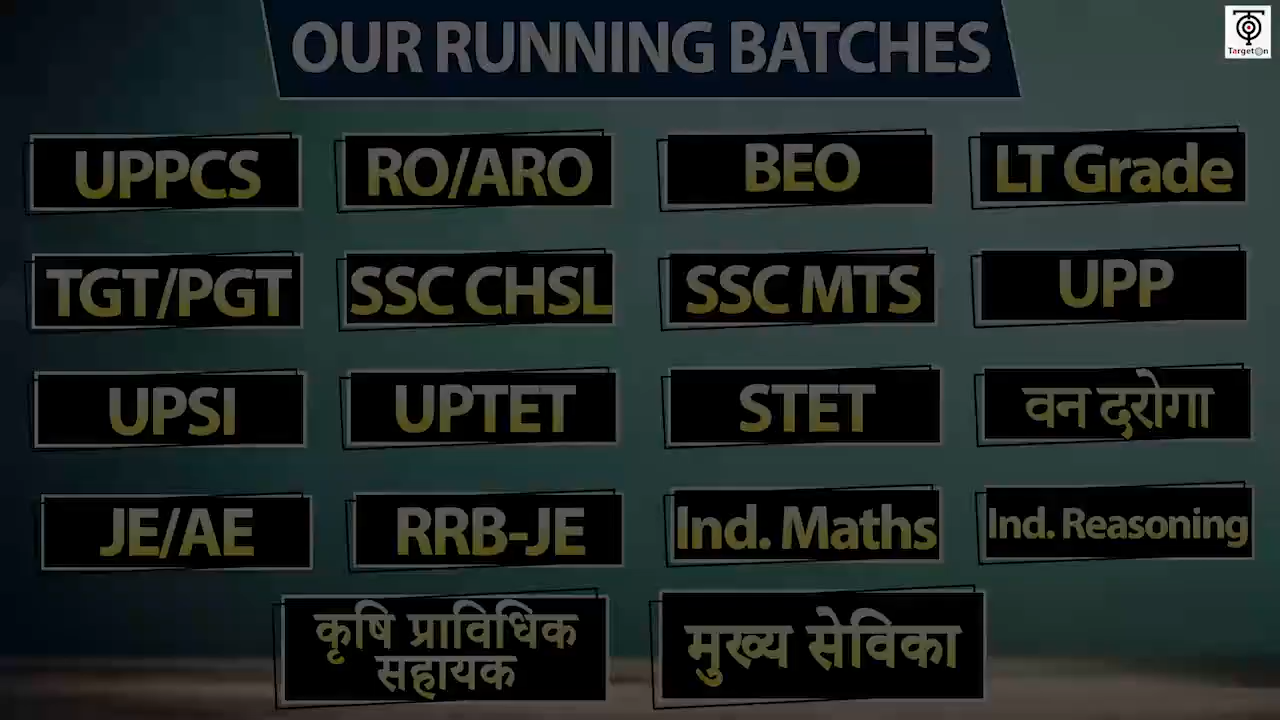 OUR RUNNING BATCHES
TargetOn
UPPCS
RO/ARO
BEO
LT Grade
TGT/PGT
SSC CHSL
SSC MTS
UPP
UPSI
UPTET
STET
वन दरोगा
JE/AE
RRB-JE
Ind. Maths
Ind. Reasoning
कृषि प्राविधिक
सहायक
मुख्य सेविका